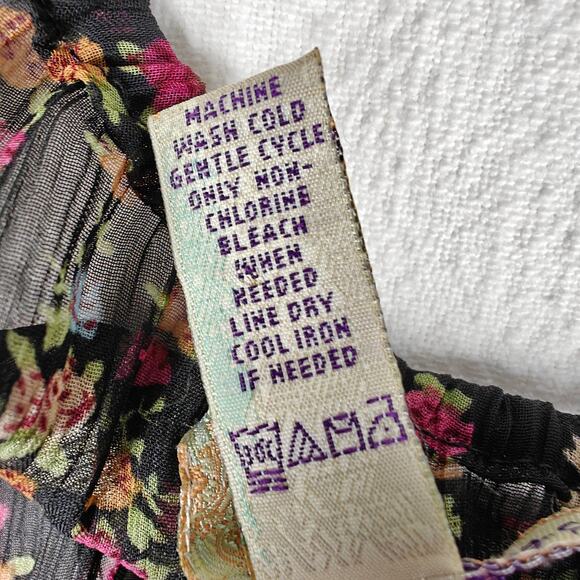 MACHINE
WASH COLD
GENTLE CYCLE
ONLY NON-
CHLORINE
BLEACH
WHEN
NEEDED
LINE DRY
COOL IRON
IF NEEDED